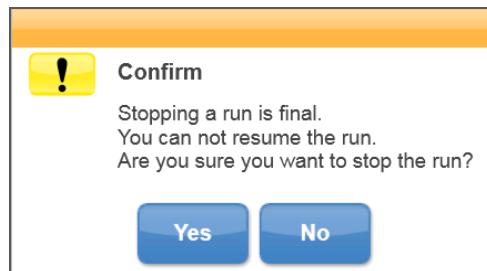 !
Confirm
Stopping a run is final.
You can not resume the run.
Are you sure you want to stop the run?
Yes No